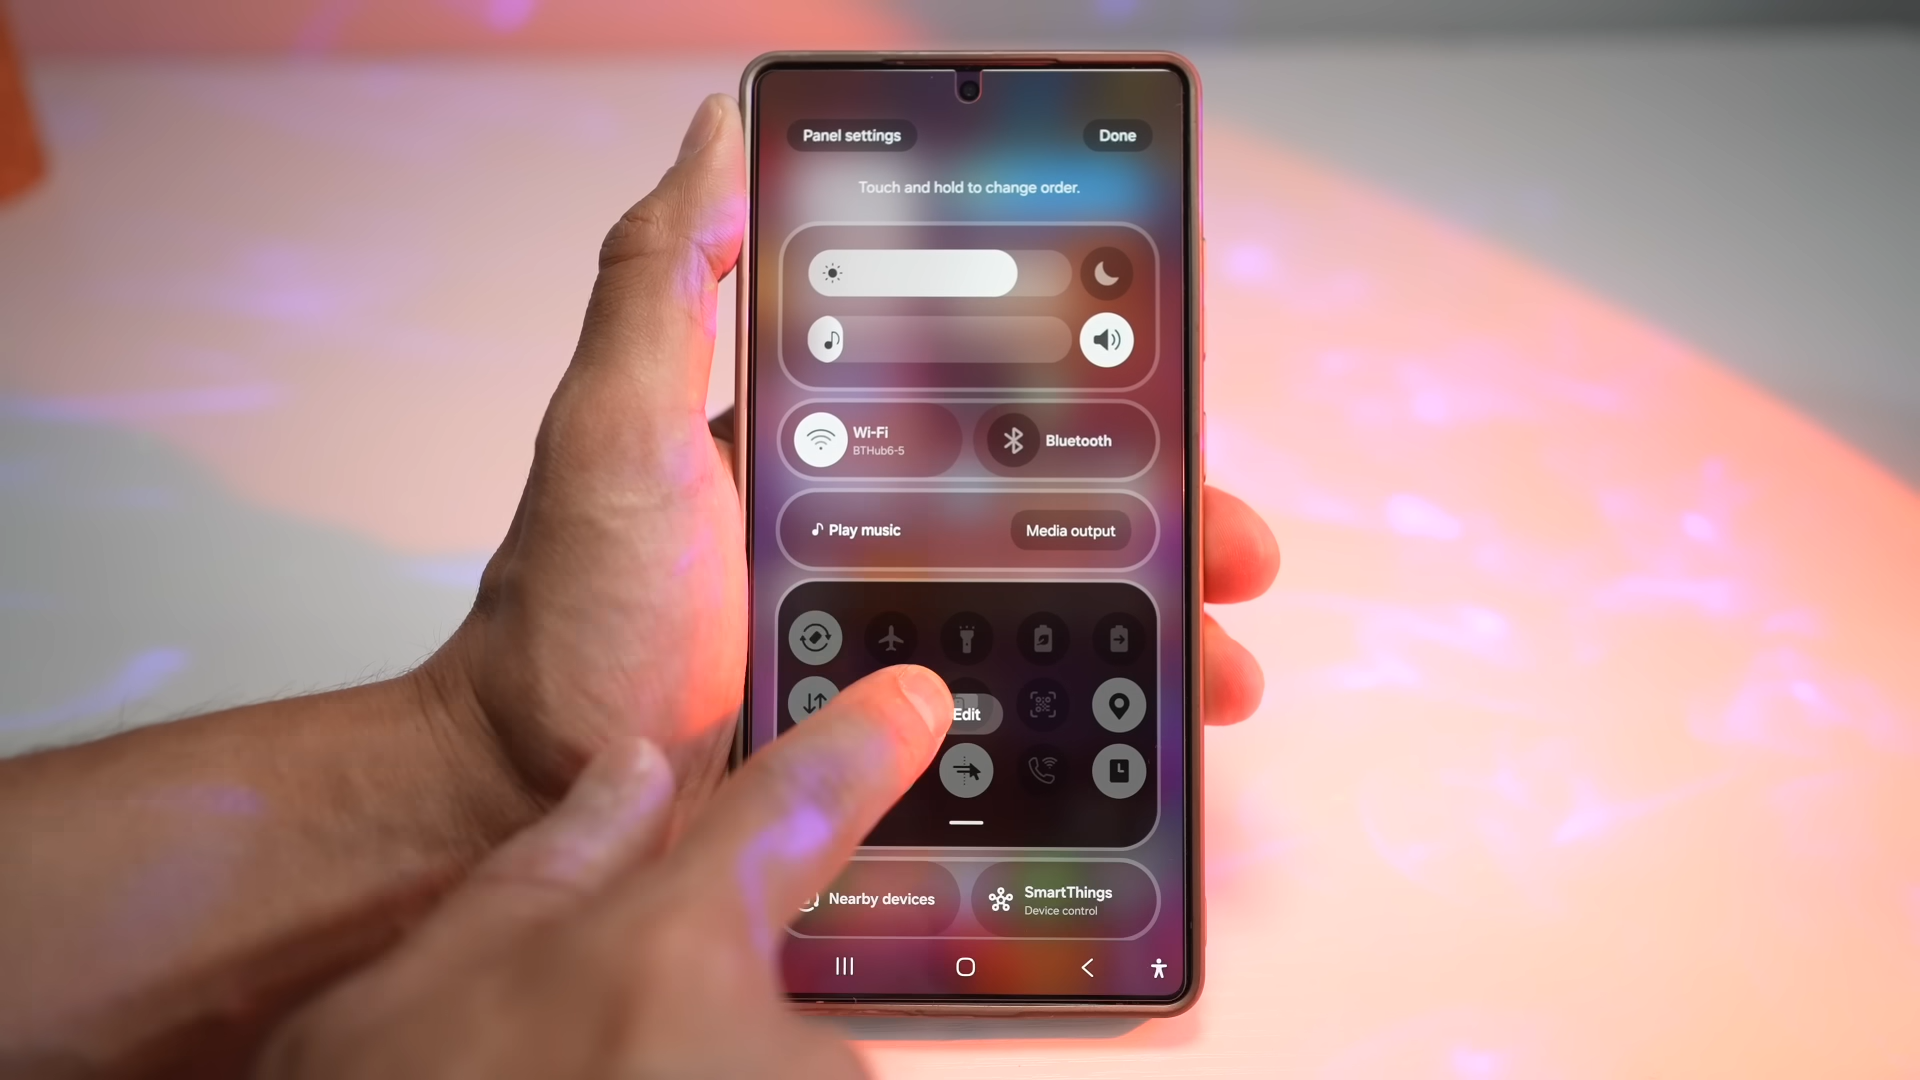 Panel settings
Done
Touch and hold to change order.
Wi-Fi
BTHub6-5
Bluetooth
Play music
Media output
Edit
Nearby devices
SmartThings
Device control